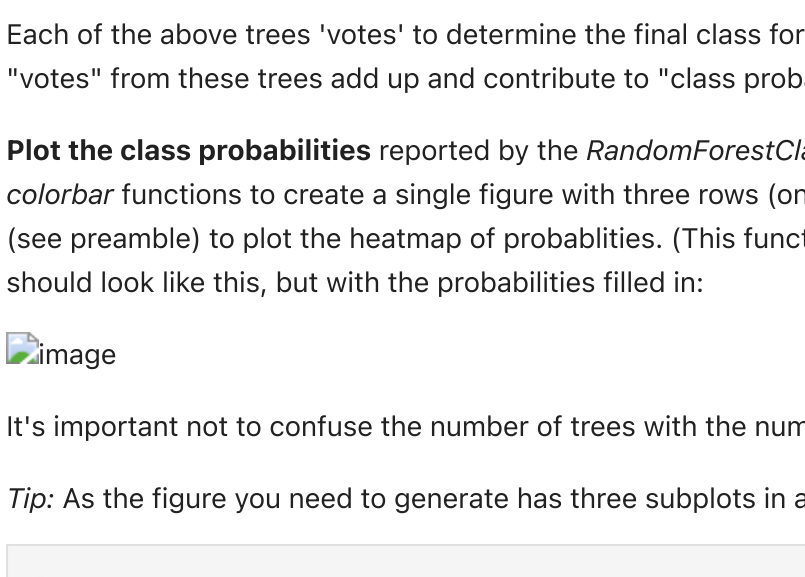 Each of the above trees 'votes' to determine the final class for
"votes" from these trees add up and contribute to "class prob
Plot the class probabilities reported by the RandomForestCl
colorbar functions to create a single figure with three rows (on
(see preamble) to plot the heatmap of probablities. (This funct
should look like this, but with the probabilities filled in:
image
It's important not to confuse the number of trees with the num
Tip: As the figure you need to generate has three subplots in a